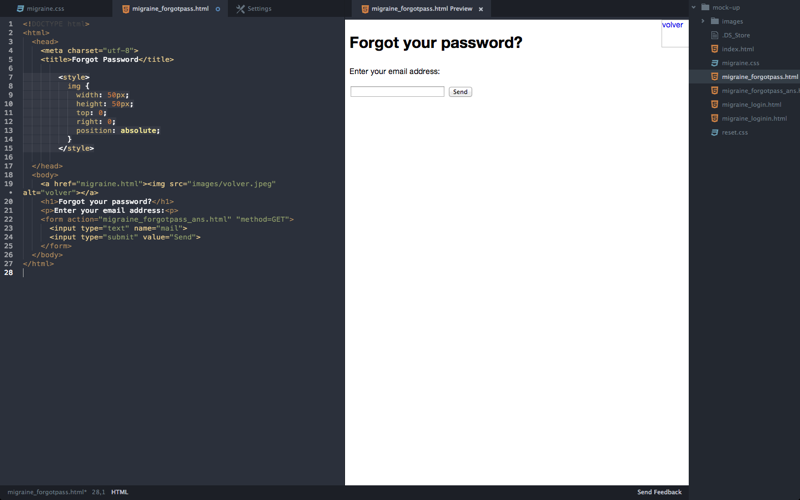 migraine.css
migraine_forgotpass.html
Settings
migraine_forgotpass.html Preview
1 <!DOCTYPE html>
2 <html>
3 <head>
4 <meta charset="utf-8">
5 <title>Forgot Password</title>
6
7 <style>
8 img {
9 width: 50px;
10 height: 50px;
11 top: 0;
12 right: 0;
13 position: absolute;
14 }
15 </style>
16
17 </head>
18 <body>
19 <a href="migraine.html"><img src="images/volver.jpeg"
• alt="volver"></a>
20 <h1>Forgot your password?</h1>
21 <p>Enter your email address:<p>
22 <form action="migraine_forgotpass_ans.html" "method=GET">
23 <input type="text" name="mail">
24 <input type="submit" value="Send">
25 </form>
26 </body>
27 </html>
28
volver
Forgot your password?
Enter your email address:
Send
mock-up
images
.DS_Store
index.html
migraine.css
migraine_forgotpass.html
migraine_forgotpass_ans.h
migraine_login.html
migraine_loginin.html
reset.css
migraine_forgotpass.html* 28,1 HTML
Send Feedback